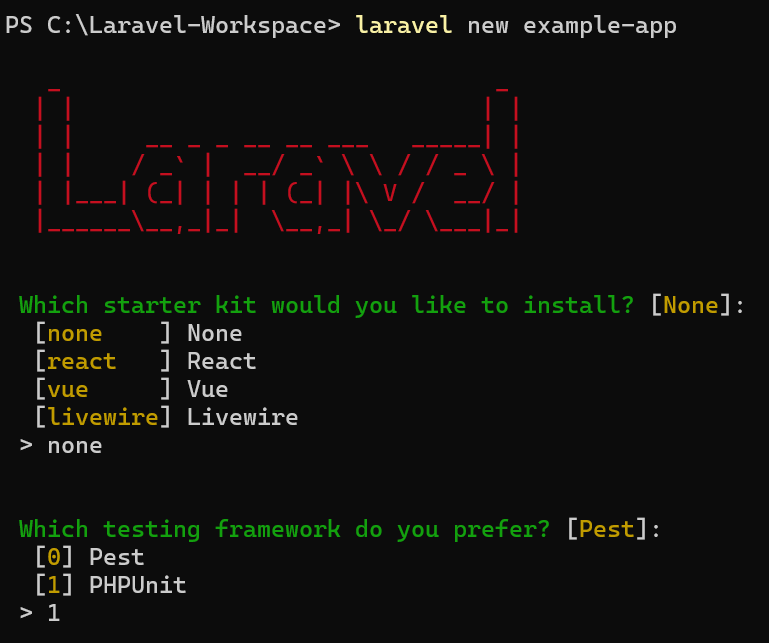 PS C:\Laravel-Workspace> laravel new example-app
Laravel
Which starter kit would you like to install? [None]:
[none    ] None
[react   ] React
[vue     ] Vue
[livewire] Livewire
> none
Which testing framework do you prefer? [Pest]:
[0] Pest
[1] PHPUnit
> 1